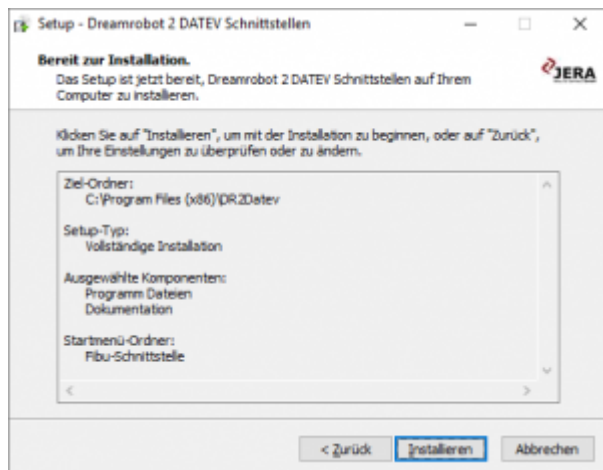 Setup - Dreamrobot 2 DATEV Schnittstellen
Bereit zur Installation.
Das Setup ist jetzt bereit, Dreamrobot 2 DATEV Schnittstellen auf Ihrem
Computer zu installieren.
JERA
Klicken Sie auf "Installieren", um mit der Installation zu beginnen, oder auf "Zurück",
um Ihre Einstellungen zu überprüfen oder zu ändern.
Ziel-Ordner:
C:\Program Files (x86)\DR2Datev
Setup-Typ:
Vollständige Installation
Ausgewählte Komponenten:
Programm Dateien
Dokumentation
Startmenü-Ordner:
Fibu-Schnittstelle
< Zurück Installieren Abbrechen